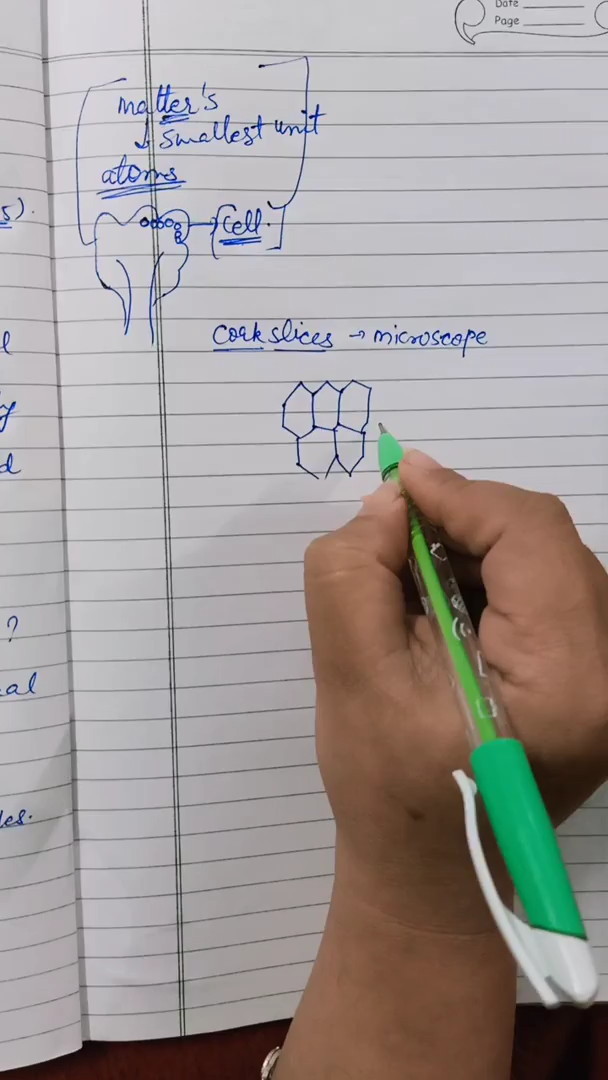 Date
Page
matter's
↓ smallest unit
atoms
→ [Cell.]
s).
cork slices → microscope
l
y
d
?
al
les.